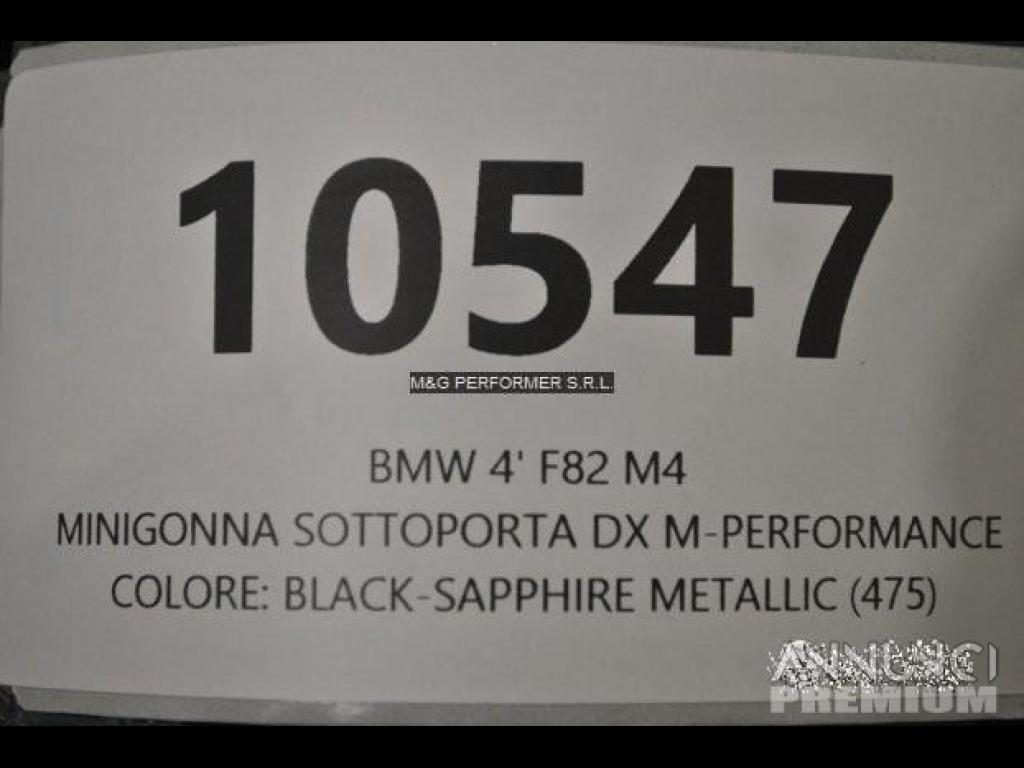 10547
M&G PERFORMER S.R.L.
BMW 4' F82 M4
MINIGONNA SOTTOPORTA DX M-PERFORMANCE
COLORE: BLACK-SAPPHIRE METALLIC (475)
ANNUNCI
PREMIUM